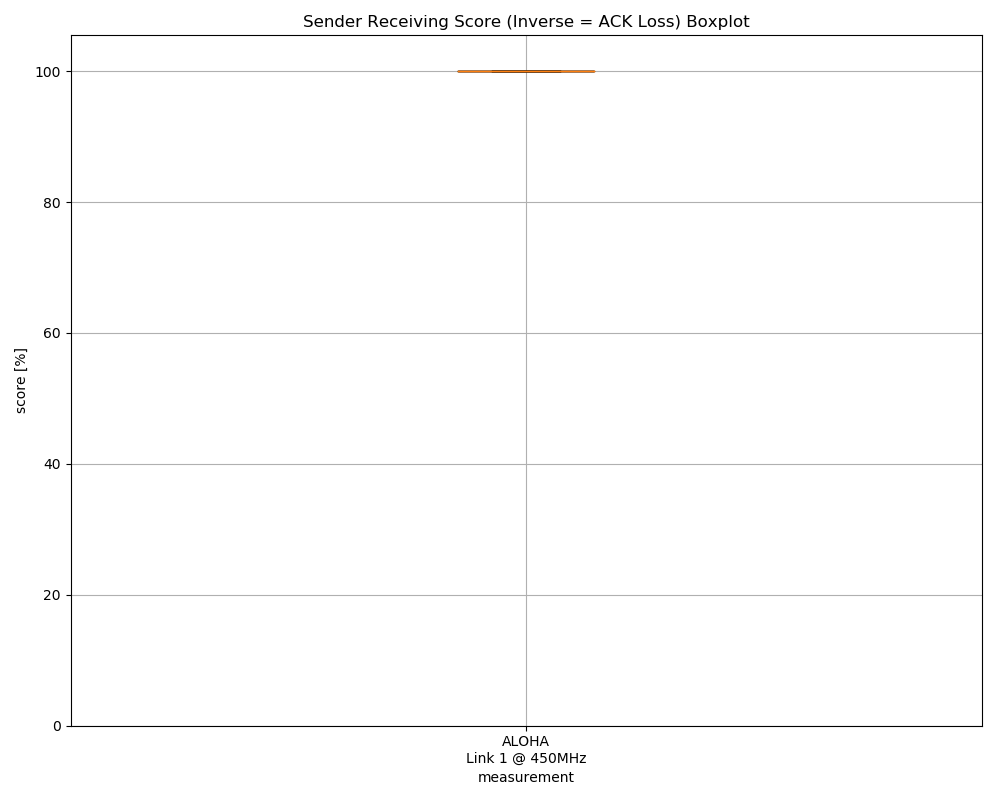 Sender Receiving Score (Inverse = ACK Loss) Boxplot
100
80
60
40
20
0
score [%]
ALOHA
Link 1 @ 450MHz
measurement